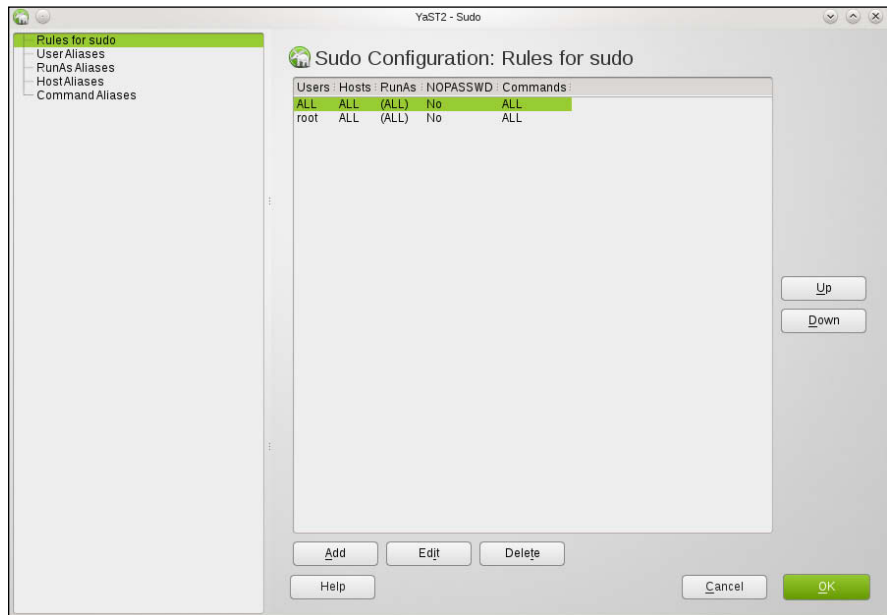 YaST2 - Sudo
Rules for sudo
User Aliases
RunAs Aliases
Host Aliases
Command Aliases
Sudo Configuration: Rules for sudo
Users Hosts RunAs NOPASSWD Commands
ALL ALL (ALL) No ALL
root ALL (ALL) No ALL
Up
Down
Add Edit Delete
Help Cancel OK